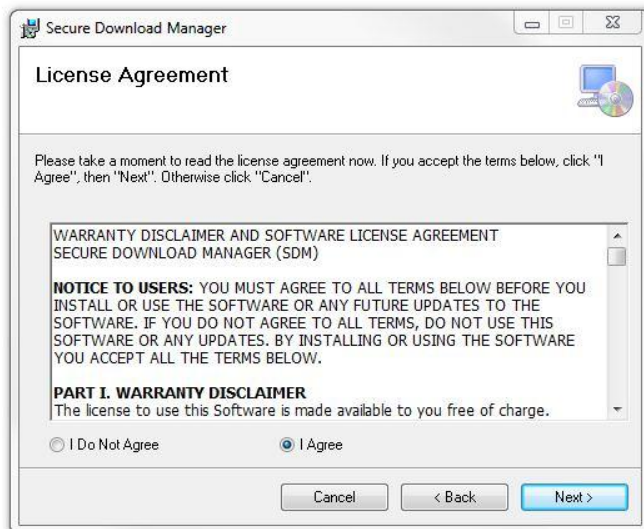 Secure Download Manager
License Agreement
Please take a moment to read the license agreement now. If you accept the terms below, click "I
Agree", then "Next". Otherwise click "Cancel".
WARRANTY DISCLAIMER AND SOFTWARE LICENSE AGREEMENT
SECURE DOWNLOAD MANAGER (SDM)
NOTICE TO USERS: YOU MUST AGREE TO ALL TERMS BELOW BEFORE YOU
INSTALL OR USE THE SOFTWARE OR ANY FUTURE UPDATES TO THE
SOFTWARE. IF YOU DO NOT AGREE TO ALL TERMS, DO NOT USE THIS
SOFTWARE OR ANY UPDATES. BY INSTALLING OR USING THE SOFTWARE
YOU ACCEPT ALL THE TERMS BELOW.
PART I. WARRANTY DISCLAIMER
The license to use this Software is made available to you free of charge.
I Do Not Agree I Agree
Cancel < Back Next >